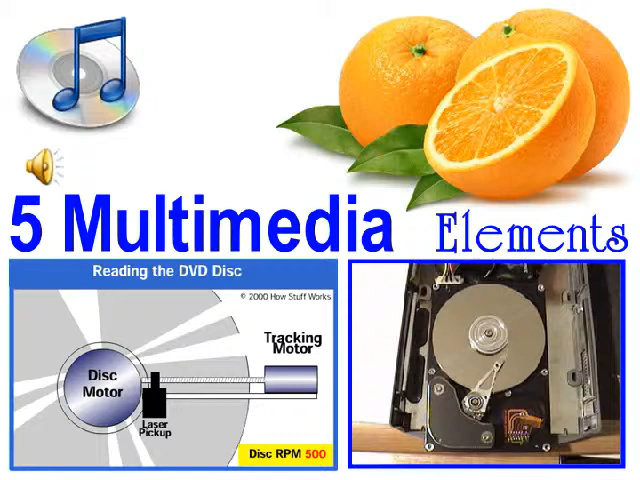 5 Multimedia Elements
Reading the DVD Disc
© 2000 How Stuff Works
Tracking
Motor
Disc
Motor
Laser
Pickup
Disc RPM 500